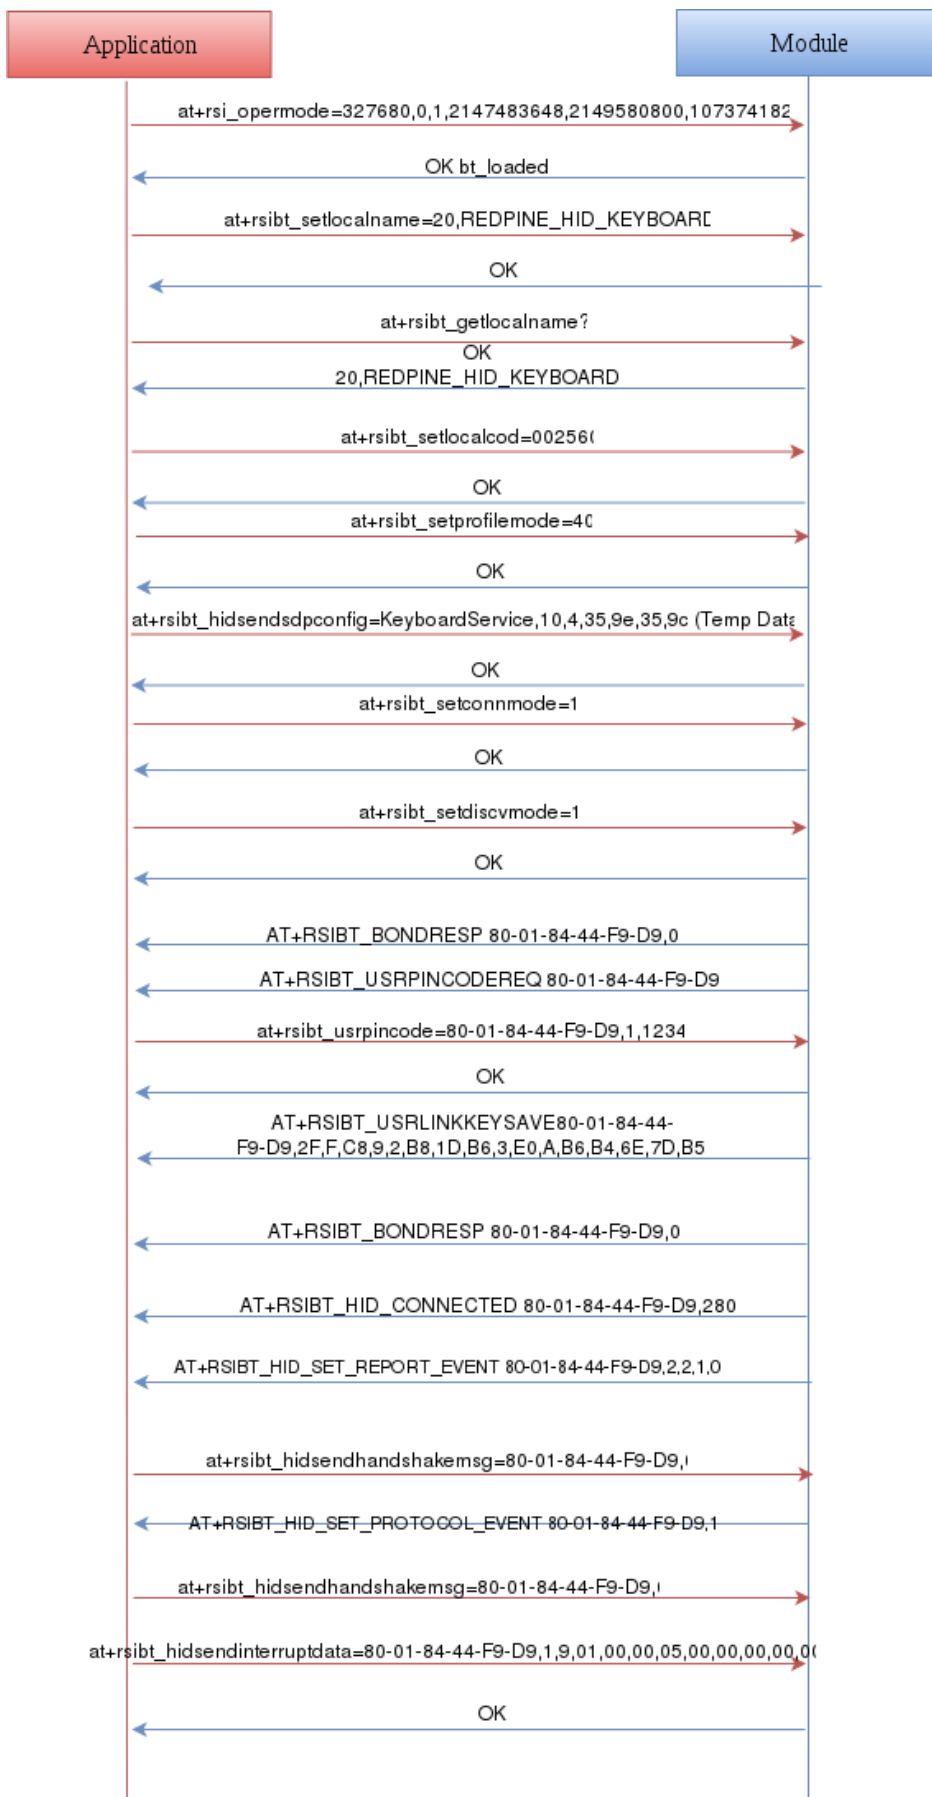 Application
Module
at+rsi_opermode=327680,0,1,2147483648,2149580800,107374182
OK bt_loaded
at+rsibt_setlocalname=20,REDPINE_HID_KEYBOARD
OK
at+rsibt_getlocalname?
OK
20,REDPINE_HID_KEYBOARD
at+rsibt_setlocalcod=002560
OK
at+rsibt_setprofilemode=40
OK
at+rsibt_hidsendsdpconfig=KeyboardService,10,4,35,9e,35,9c (Temp Data
OK
at+rsibt_setconnmode=1
OK
at+rsibt_setdiscvmode=1
OK
AT+RSIBT_BONDRESP 80-01-84-44-F9-D9,0
AT+RSIBT_USRPINCODEREQ 80-01-84-44-F9-D9
at+rsibt_usrpincode=80-01-84-44-F9-D9,1,1234
OK
AT+RSIBT_USRLINKKEYSAVE80-01-84-44-
F9-D9,2F,F,C8,9,2,B8,1D,B6,3,E0,A,B6,B4,6E,7D,B5
AT+RSIBT_BONDRESP 80-01-84-44-F9-D9,0
AT+RSIBT_HID_CONNECTED 80-01-84-44-F9-D9,280
AT+RSIBT_HID_SET_REPORT_EVENT 80-01-84-44-F9-D9,2,2,1,0
at+rsibt_hidsendhandshakemsg=80-01-84-44-F9-D9,
AT+RSIBT_HID_SET_PROTOCOL_EVENT 80-01-84-44-F9-D9,1
at+rsibt_hidsendhandshakemsg=80-01-84-44-F9-D9,
at+rsibt_hidsendinterruptdata=80-01-84-44-F9-D9,1,9,01,00,00,05,00,00,00,00,00
OK